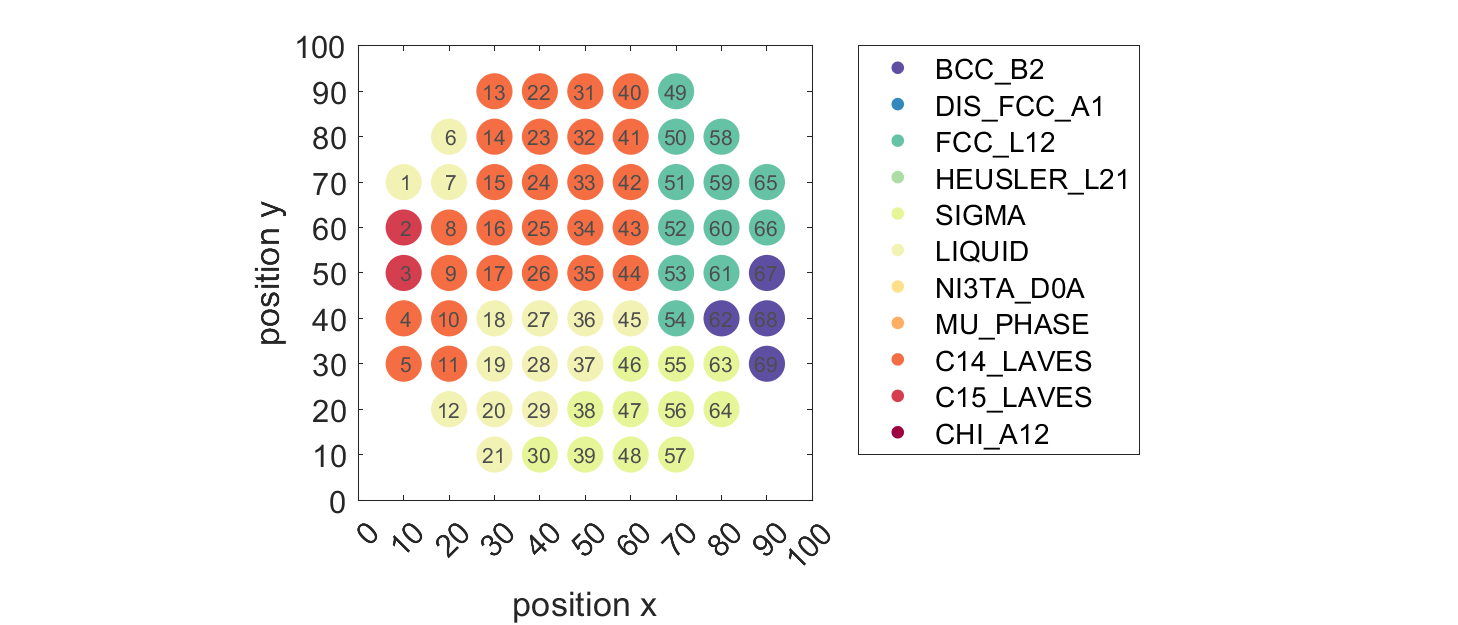 100
90 13 22 31 40 49
80 6 14 23 32 41 50 58
70 1 7 15 24 33 42 51 59 65
60 2 8 16 25 34 43 52 60 66
50 3 9 17 26 35 44 53 61 67
40 4 10 18 27 36 45 54 62 68
30 5 11 19 28 37 46 55 63 69
20 12 20 29 38 47 56 64
10 21 30 39 48 57
0
0 10 20 30 40 50 60 70 80 90 100
position x
position y
BCC_B2
DIS_FCC_A1
FCC_L12
HEUSLER_L21
SIGMA
LIQUID
NI3TA_D0A
MU_PHASE
C14_LAVES
C15_LAVES
CHI_A12